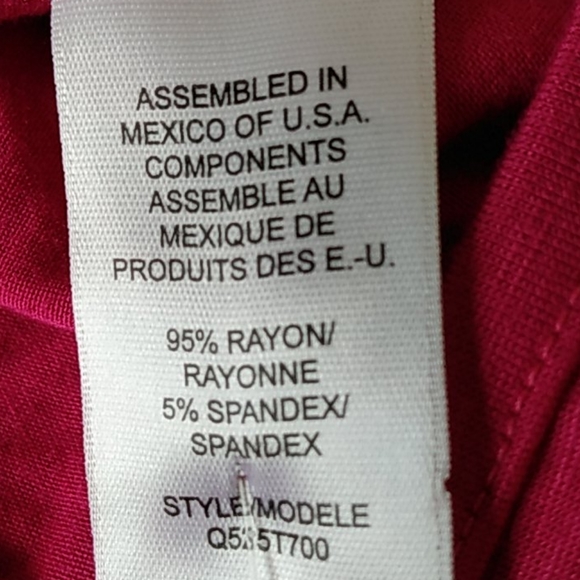 ASSEMBLED IN
MEXICO OF U.S.A.
COMPONENTS
ASSEMBLE AU
MEXIQUE DE
PRODUITS DES E.-U.
95% RAYON/
RAYONNE
5% SPANDEX/
SPANDEX
STYLE/MODELE